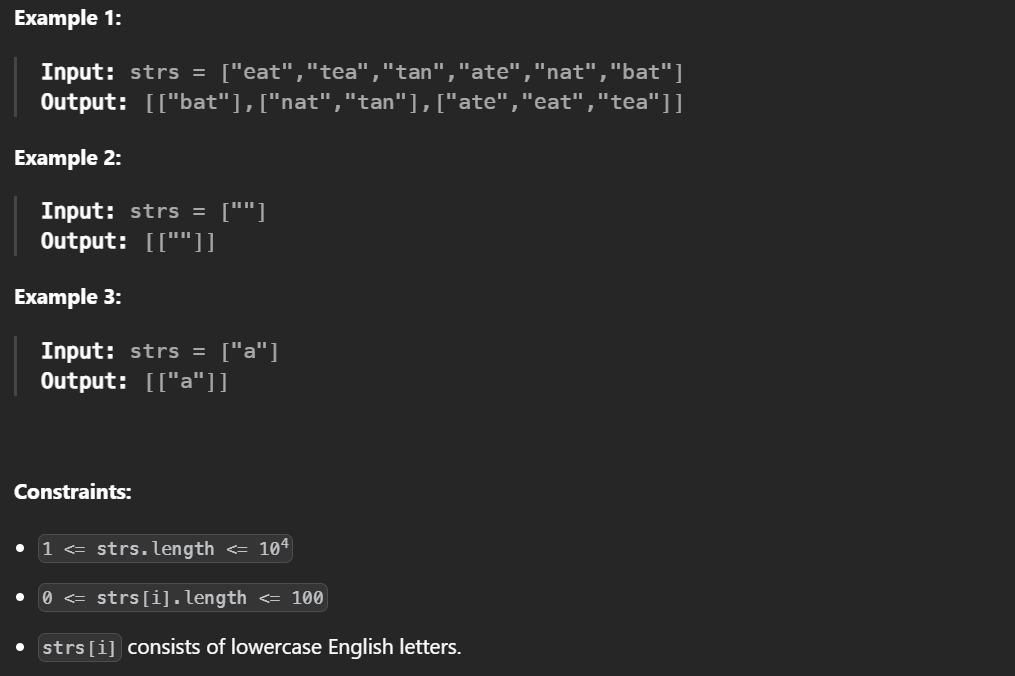 Example 1:
Input: strs = ["eat","tea","tan","ate","nat","bat"]
Output: [["bat"],["nat","tan"],["ate","eat","tea"]]
Example 2:
Input: strs = [""]
Output: [[""]]
Example 3:
Input: strs = ["a"]
Output: [["a"]]
Constraints:
• 1 <= strs.length <= 10⁴
• 0 <= strs[i].length <= 100
• strs[i] consists of lowercase English letters.